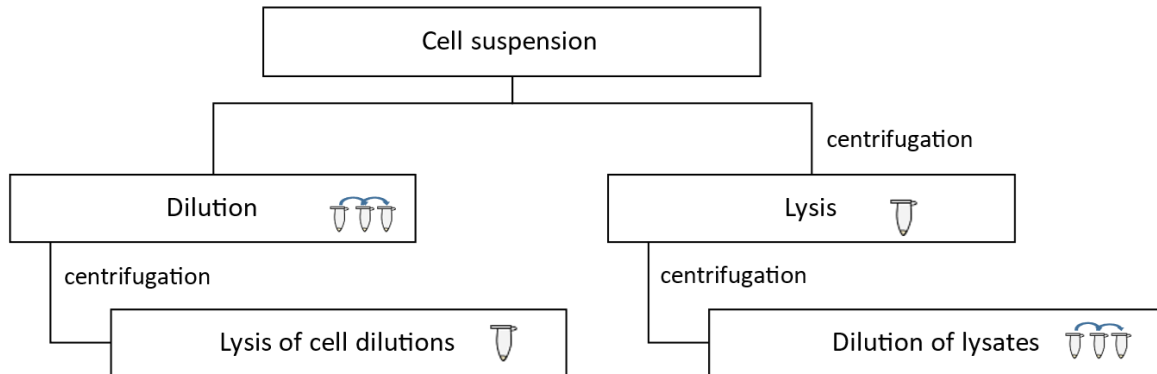 Cell suspension
centrifugation
Dilution
Lysis
centrifugation
centrifugation
Lysis of cell dilutions
Dilution of lysates